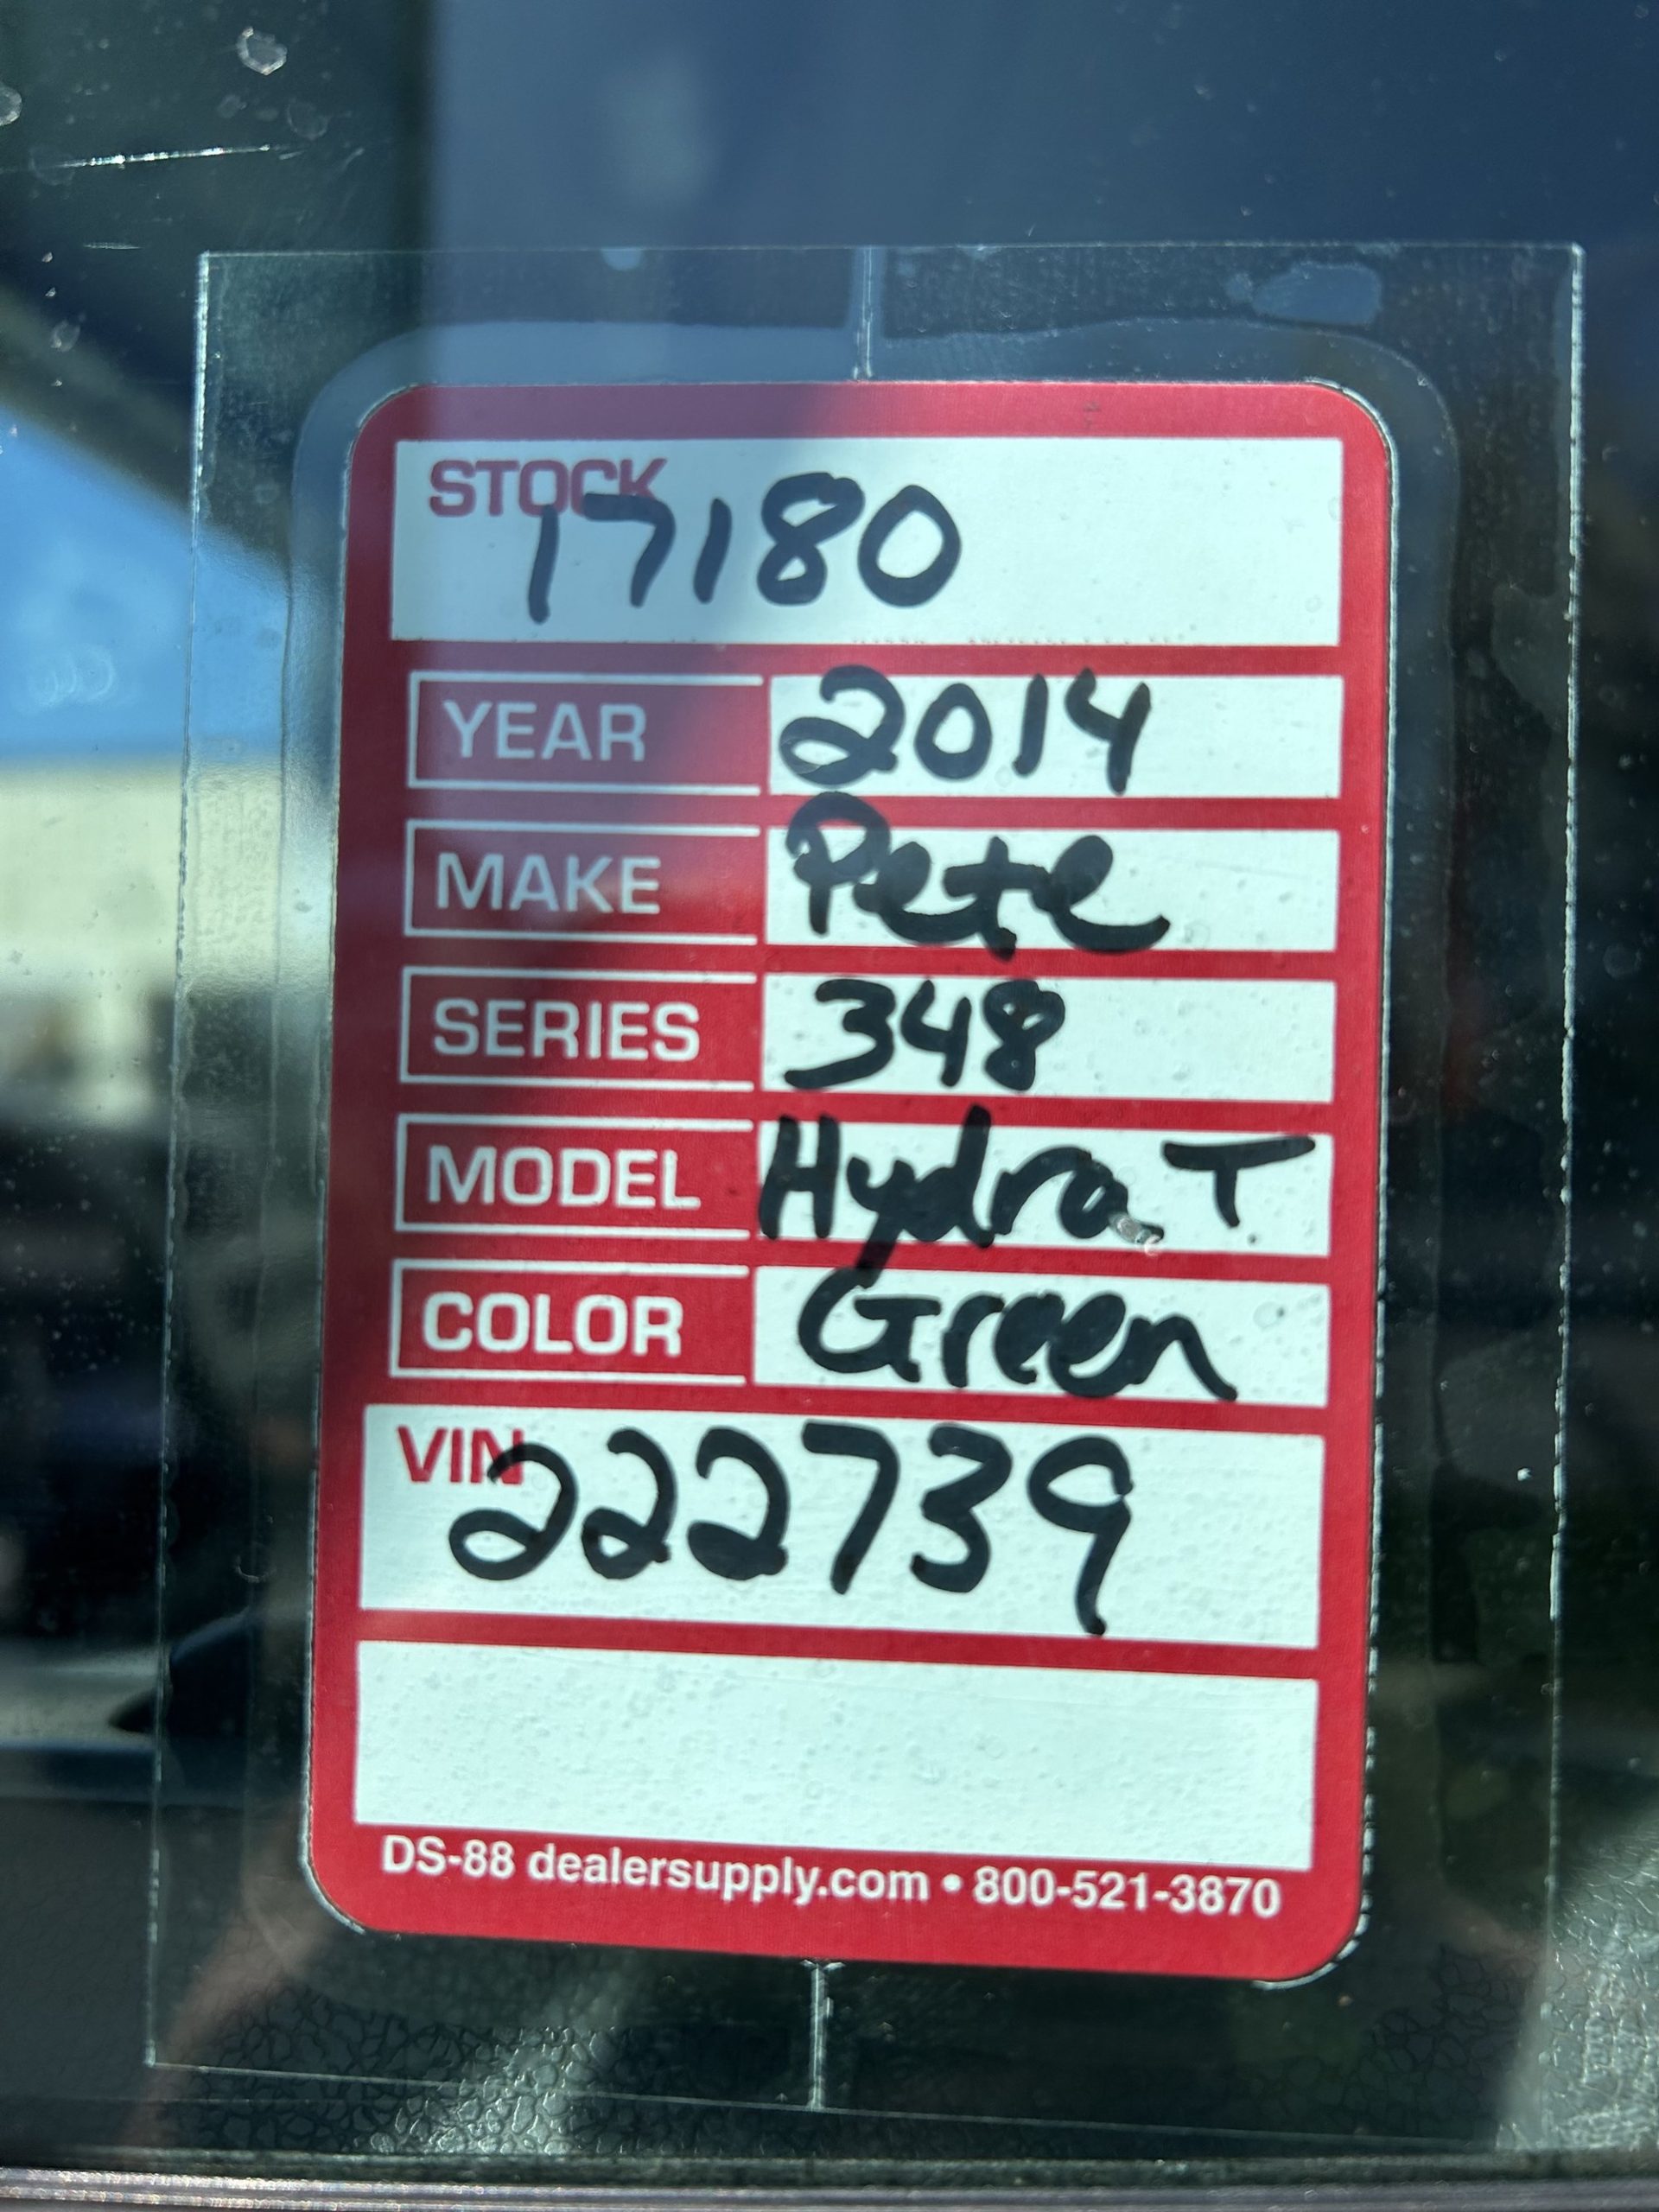 STOCK
17180
YEAR 2014
MAKE Pete
SERIES 348
MODEL Hydra T
COLOR Green
VIN
222739
DS-88 dealersupply.com • 800-521-3870